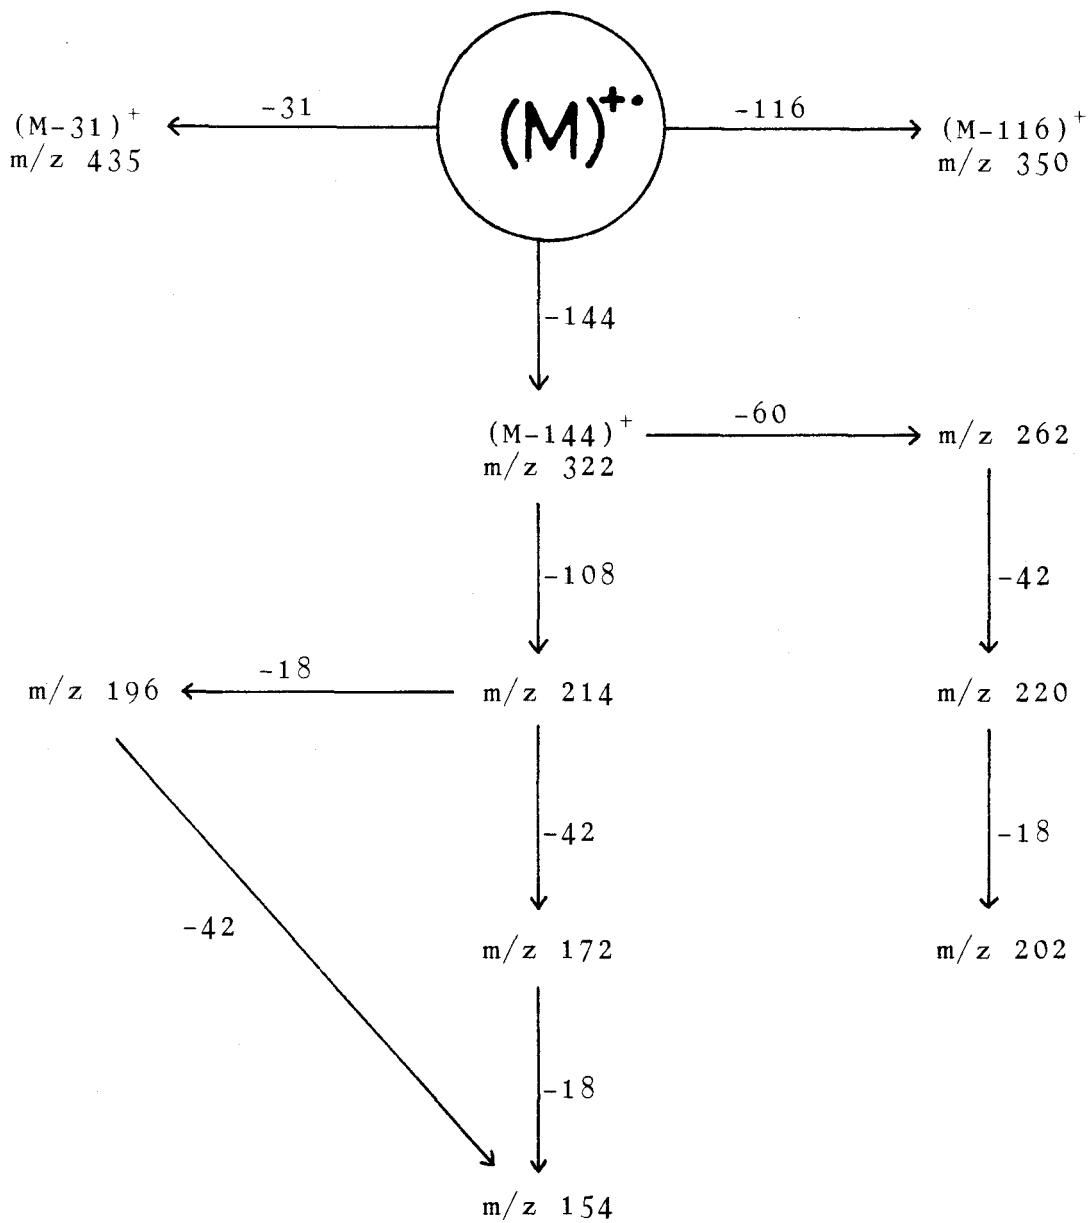 -31
(M)+·
-116
(M-31)+
m/z 435
(M-116)+
m/z 350
-144
(M-144)+
m/z 322
-60
m/z 262
-108
-42
m/z 196
-18
m/z 214
m/z 220
-42
-18
-42
m/z 172
m/z 202
-18
m/z 154